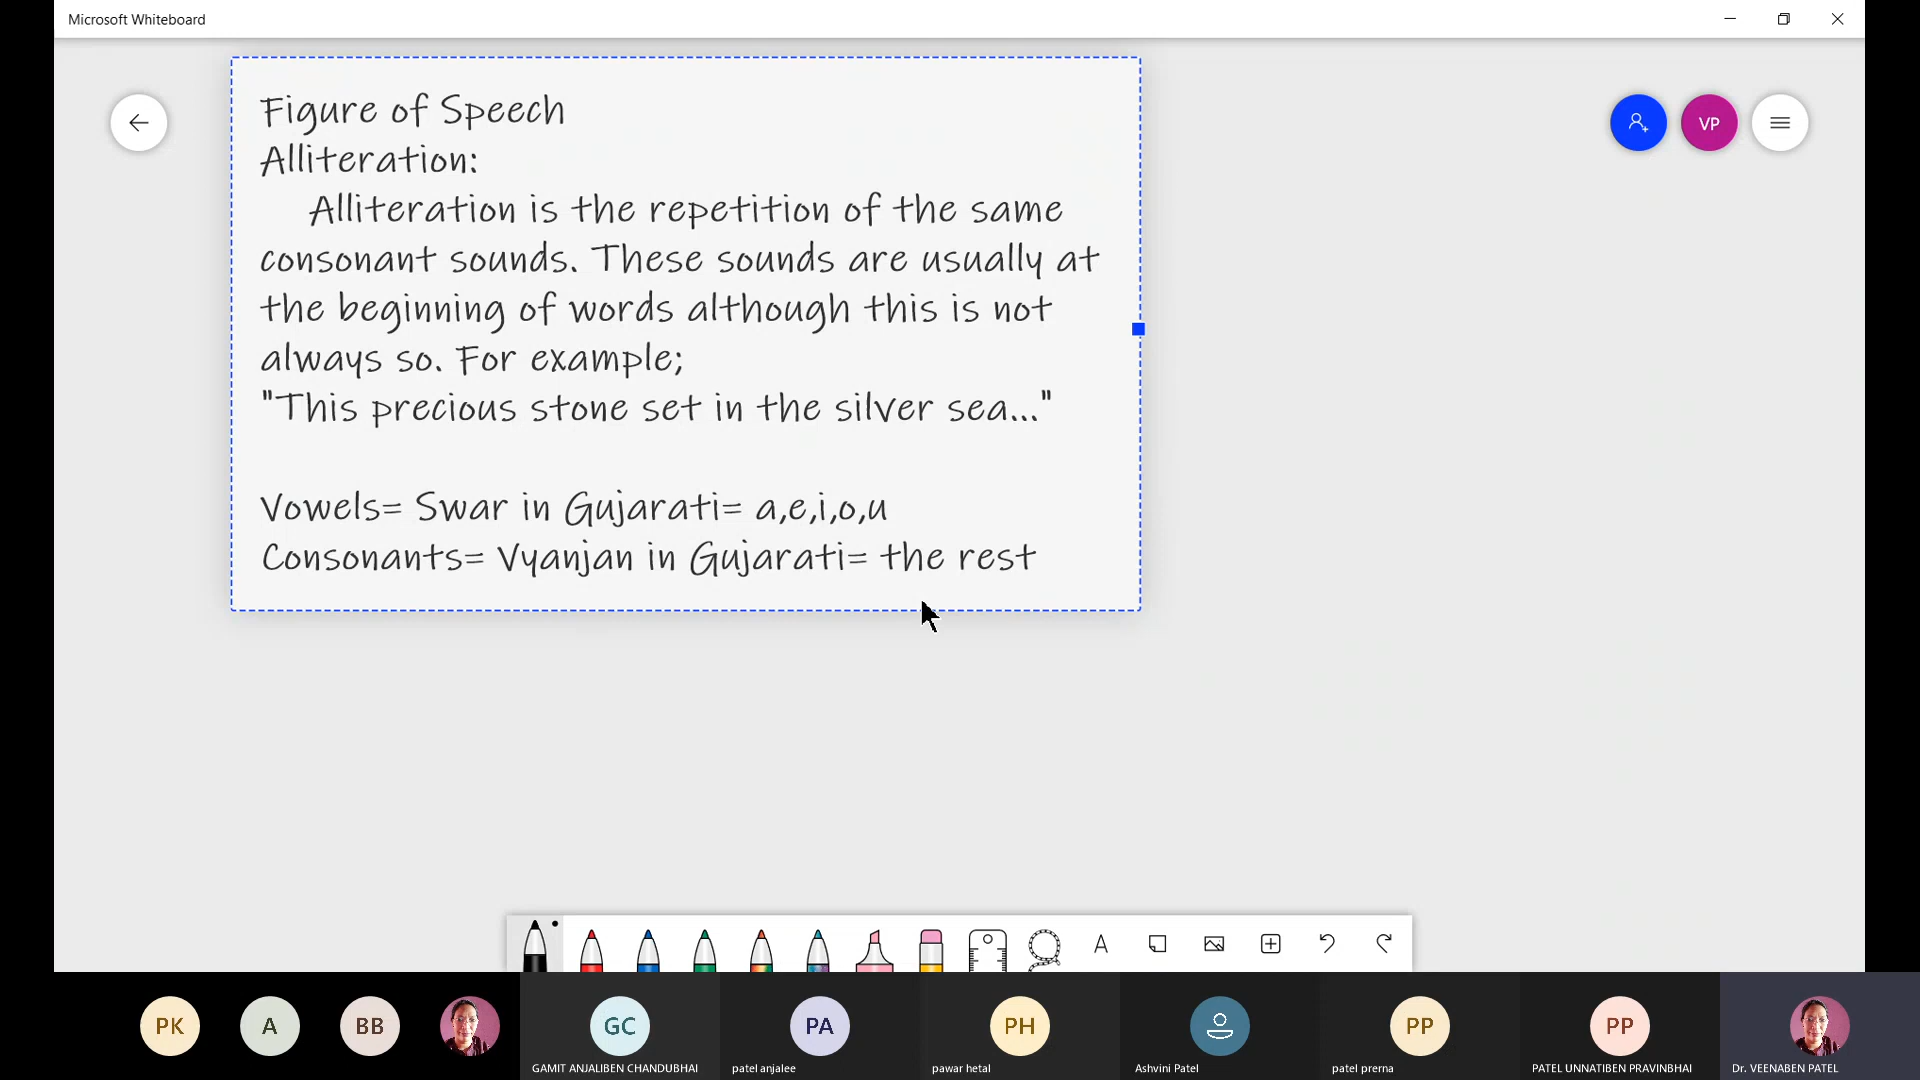 Microsoft Whiteboard
Figure of Speech
Alliteration:
Alliteration is the repetition of the same
consonant sounds. These sounds are usually at
the beginning of words although this is not
always so. For example;
"This precious stone set in the silver sea..."
Vowels= Swar in Gujarati= a,e,i,o,u
Consonants= Vyanjan in Gujarati= the rest
VP
A
PK
A
BB
GC
PA
PH
PP
PP
GAMIT ANJALIBEN CHANDUBHAI
patel anjalee
pawar hetal
Ashvini Patel
patel prerna
PATEL UNNATIBEN PRAVINBHAI
Dr. VEENABEN PATEL